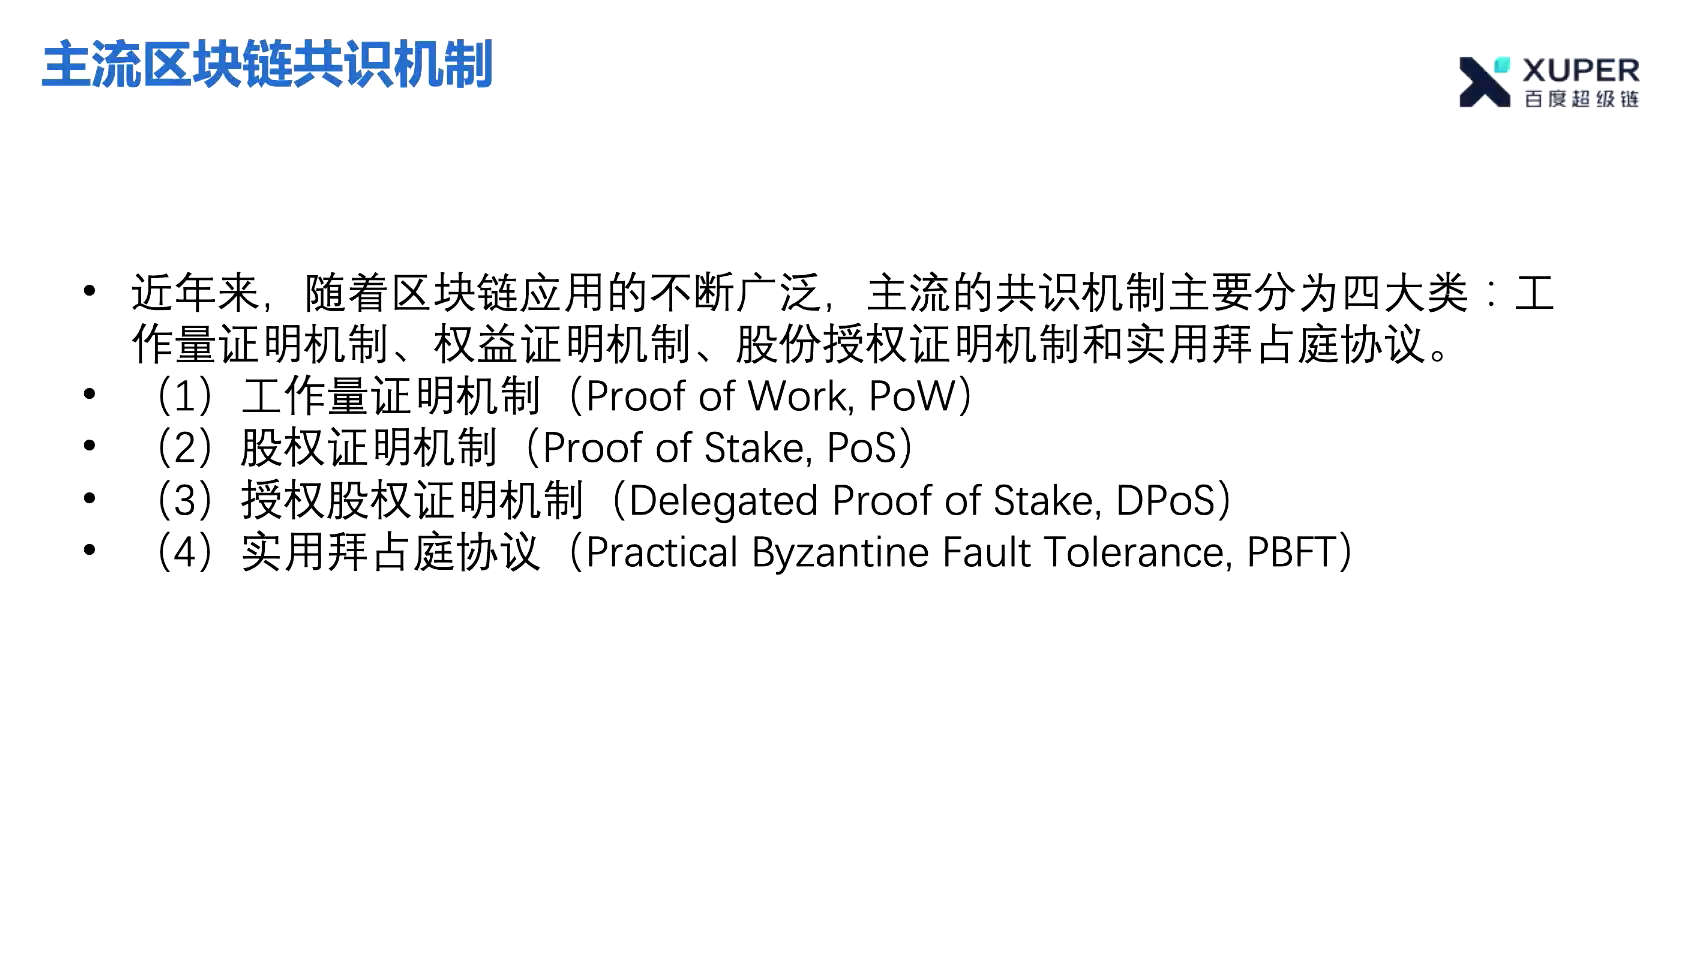 主流区块链共识机制
XUPER
百度超级链
• 近年来，随着区块链应用的不断广泛，主流的共识机制主要分为四大类：工
作量证明机制、权益证明机制、股份授权证明机制和实用拜占庭协议。
• （1）工作量证明机制（Proof of Work, PoW）
• （2）股权证明机制（Proof of Stake, PoS）
• （3）授权股权证明机制（Delegated Proof of Stake, DPoS）
• （4）实用拜占庭协议（Practical Byzantine Fault Tolerance, PBFT）